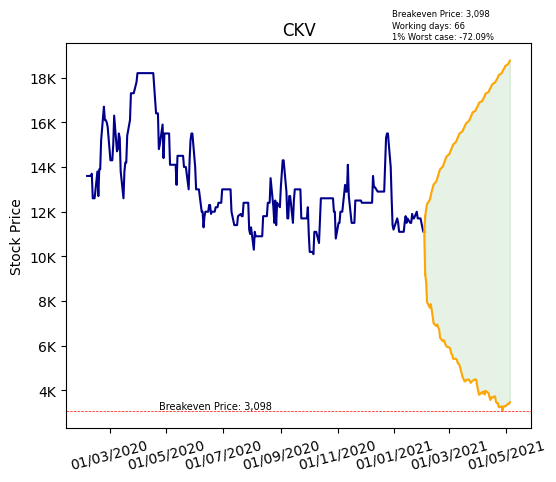 Breakeven Price: 3,098
Working days: 66
1% Worst case: -72.09%
CKV
Stock Price
18K
16K
14K
12K
10K
8K
6K
4K
Breakeven Price: 3,098
01/03/2020
01/05/2020
01/07/2020
01/09/2020
01/11/2020
01/01/2021
01/03/2021
01/05/2021